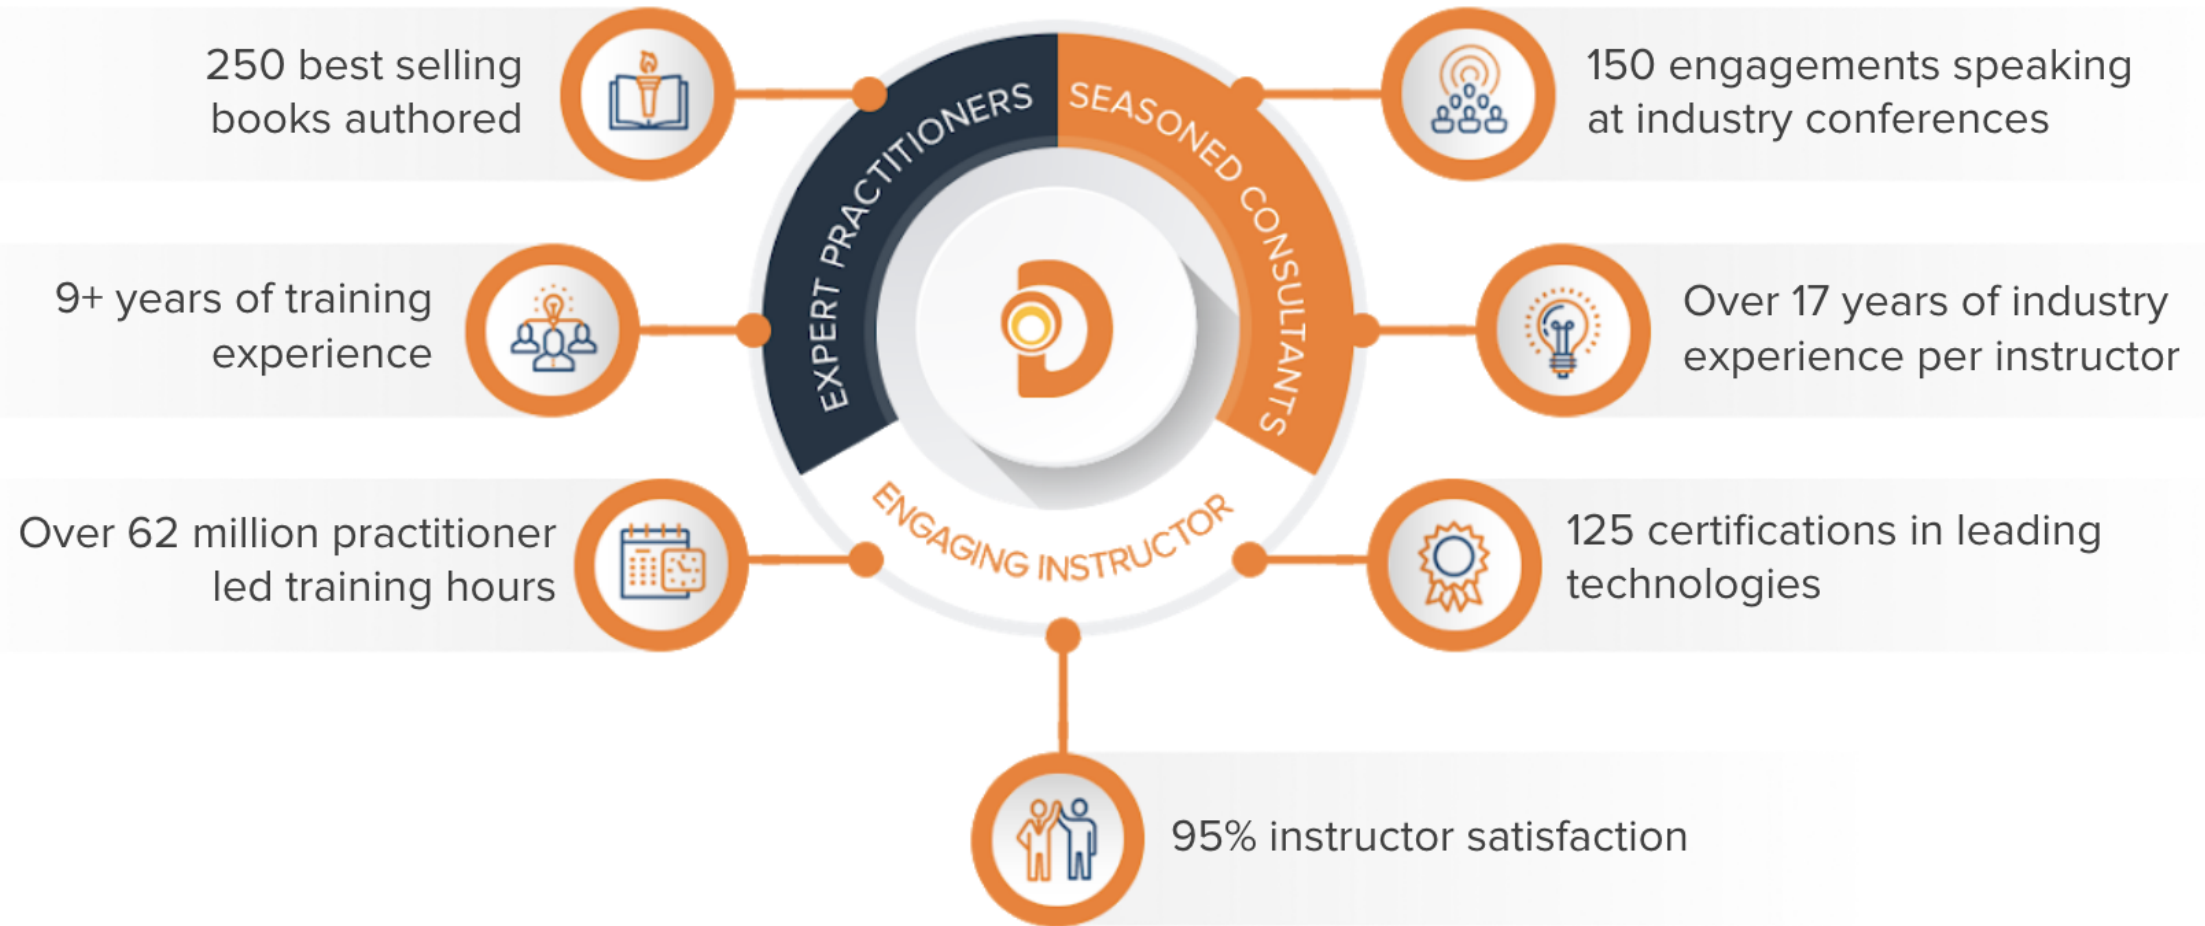 250 best selling
books authored
9+ years of training
experience
Over 62 million practitioner
led training hours
EXPERT PRACTITIONERS
SEASONED CONSULTANTS
ENGAGING INSTRUCTOR
150 engagements speaking
at industry conferences
Over 17 years of industry
experience per instructor
125 certifications in leading
technologies
95% instructor satisfaction